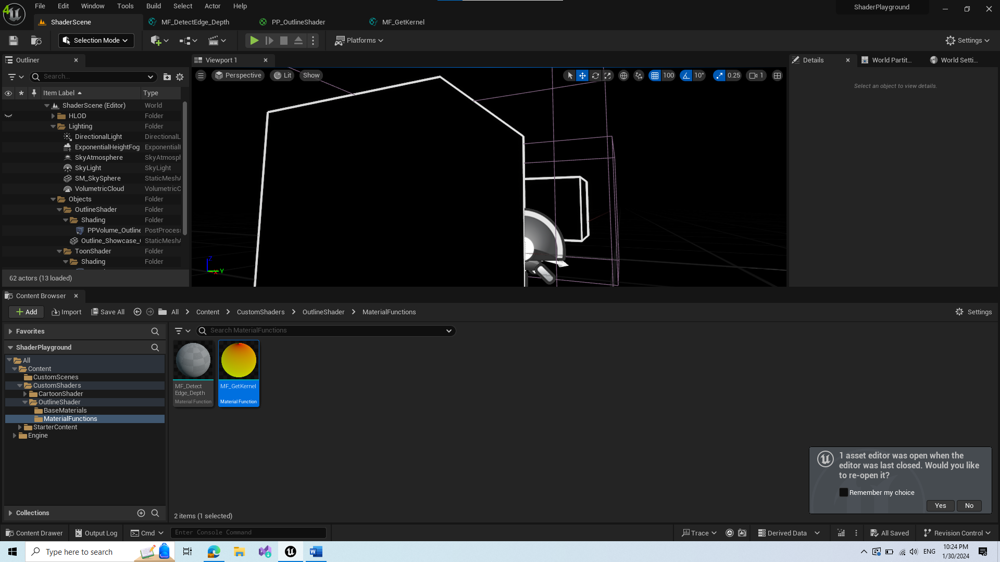 File Edit Window Tools Build Select Actor Help
ShaderPlayground
ShaderScene
MF_DetectEdge_Depth
PP_OutlineShader
MF_GetKernel
Selection Mode
Platforms
Settings
Outliner
Viewport 1
Details
World Partit...
World Setti...
Search...
Perspective
Lit
Show
100
10°
0.25
1
Select an object to view details.
Item Label
Type
ShaderScene (Editor) World
HLOD Folder
Lighting Folder
DirectionalLight DirectionalL
ExponentialHeightFog Exponential
SkyAtmosphere SkyAtmosp
SkyLight SkyLight
SM_SkySphere StaticMesh
VolumetricCloud VolumetricC
Objects Folder
OutlineShader Folder
Shading Folder
PPVolume_Outline PostProces
Outline_Showcase_ StaticMesh
ToonShader Folder
Shading Folder
62 actors (13 loaded)
Z
X
Y
Content Browser
Add
Import
Save All
All
Content
CustomShaders
OutlineShader
MaterialFunctions
Settings
Favorites
Search MaterialFunctions
ShaderPlayground
All
Content
CustomScenes
CustomShaders
CartoonShader
OutlineShader
BaseMaterials
MaterialFunctions
StarterContent
Engine
MF_Detect
Edge_Depth
Material Function
MF_GetKernel
Material Function
1 asset editor was open when the
editor was last closed. Would you like
to re-open it?
Remember my choice
Yes
No
Collections
2 items (1 selected)
Content Drawer
Output Log
Cmd
Enter Console Command
Trace
Derived Data
All Saved
Revision Control
Type here to search
ENG
10:24 PM
1/30/2024